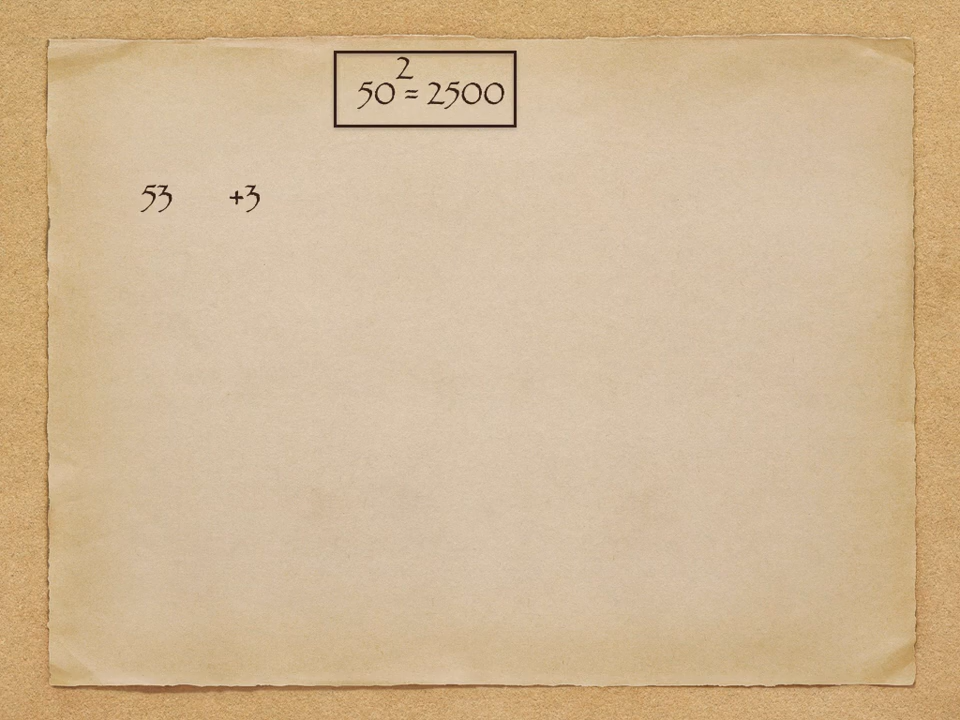 50² = 2500
53 +3